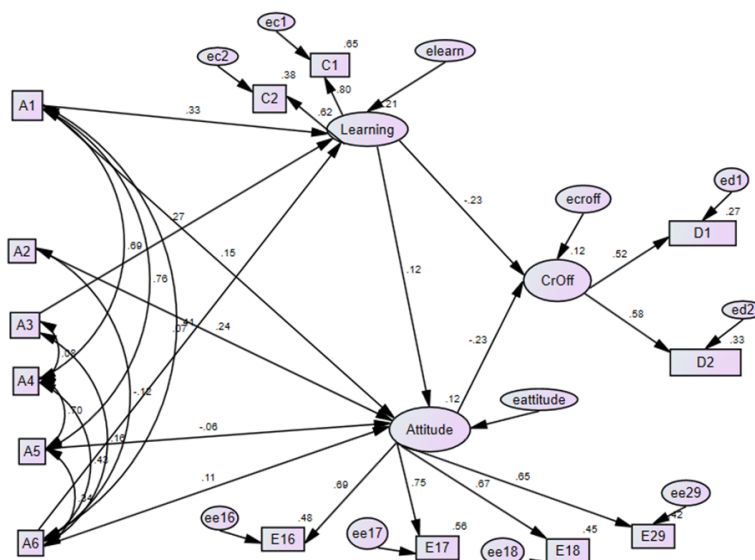 ec1
.65
C1
elearn
ec2
.38
.80
C2
.62
.21
A1
.33
Learning
ed1
.27
-.23
ecroff
.27
D1
.69
.15
.12
.52
A2
.76
.12
CrOff
ed2
A3
.41
.24
.58
.33
.07
-.23
D2
.08
A4
-.12
.70
.12
eattitude
Attitude
A5
-.06
.16
.43
.65
ee29
.11
.67
.34
.69
.75
.42
ee16
.48
A6
E16
.56
.45
E29
ee17
E17
E18
ee18